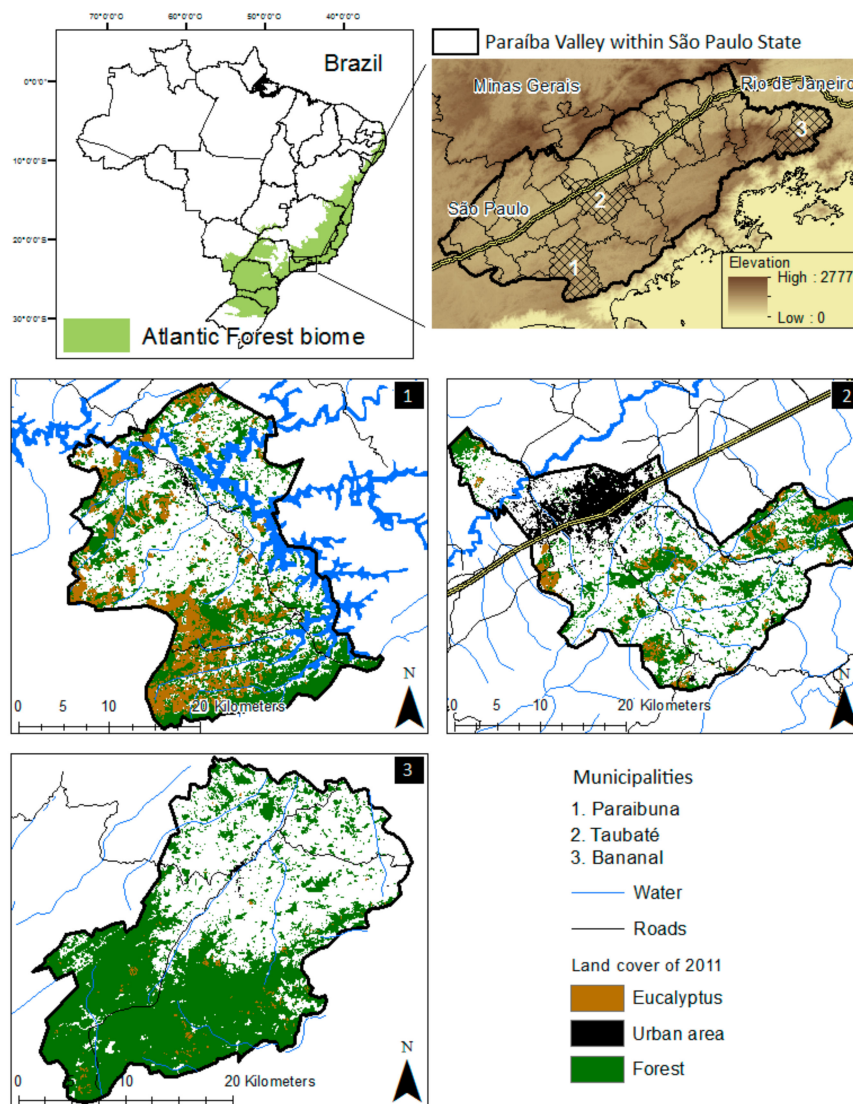 70°0'0"W 50°0'0"W 40°0'0"W
Brazil
0°0'0"S
10°0'0"S
20°0'0"S
30°0'0"S
Atlantic Forest biome
Paraíba Valley within São Paulo State
Minas Gerais
Rio de Janeiro
São Paulo
1
2
3
Elevation
High : 2777
Low : 0
1
N
0 5 10 20 Kilometers
2
N
0 5 10 20 Kilometers
3
N
0 5 10 20 Kilometers
Municipalities
1. Paraibuna
2. Taubaté
3. Bananal
Water
Roads
Land cover of 2011
Eucalyptus
Urban area
Forest